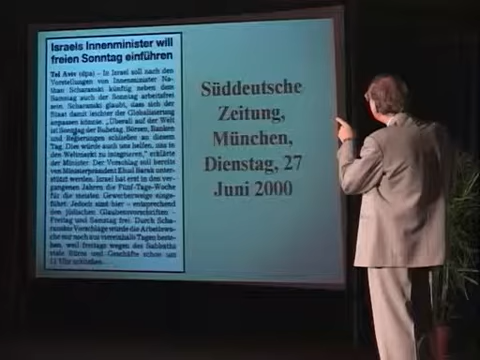 Israels Innenminister will
freien Sonntag einführen
Tel Aviv (dpa) – In Israel soll nach den
Vorstellungen von Innenminister Na-
than Scharanski künftig neben dem
Samstag auch der Sonntag arbeitsfrei
sein. Scharanski glaubt, dass sich der
Staat damit leichter der Globalisierung
anpassen könnte. „Überall auf der Welt
ist Sonntag der Ruhetag. Börsen, Banken
und Regierungen schließen an diesem
Tag. Dies würde auch uns helfen, uns in
den Weltmarkt zu integrieren,“ erklärte
der Minister. Der Vorschlag soll bereits
von Ministerpräsident Ehud Barak unter-
stützt werden. Israel hat erst in den ver-
gangenen Jahren die Fünf-Tage-Woche
für die meisten Gewerbezweige einge-
führt. Jedoch sind hier – entsprechend
den jüdischen Glaubensvorschriften –
Freitag und Samstag frei. Durch Scha-
ranskis Vorschläge würde die Arbeitswo-
che nur noch aus viereinhalb Tagen beste-
hen, weil freitags wegen des Sabbaths
viele Büros und Geschäfte schon um
12 Uhr schließen.
Süddeutsche
Zeitung,
München,
Dienstag, 27
Juni 2000